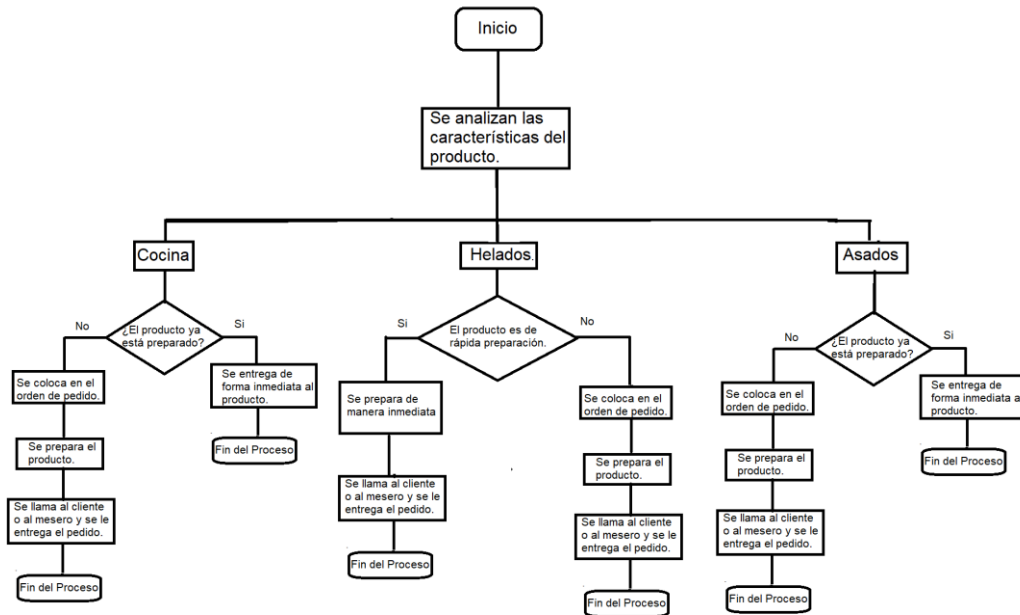 Inicio
Se analizan las
características del
producto.
Cocina
Helados.
Asados
¿El producto ya
está preparado?
No
Si
Se coloca en el
orden de pedido.
Se prepara el
producto.
Se llama al cliente
o al mesero y se le
entrega el pedido.
Fin del Proceso
Se entrega de
forma inmediata al
producto.
Fin del Proceso
El producto es de
rápida preparación.
Si
No
Se prepara de
manera inmediata
Se llama al cliente
o al mesero y se le
entrega el pedido.
Fin del Proceso
Se coloca en el
orden de pedido.
Se prepara el
producto.
Se llama al cliente
o al mesero y se le
entrega el pedido.
Fin del Proceso
¿El producto ya
está preparado?
No
Si
Se coloca en el
orden de pedido.
Se prepara el
producto.
Se llama al cliente
o al mesero y se le
entrega el pedido.
Fin del Proceso
Se entrega de
forma inmediata al
producto.
Fin del Proceso